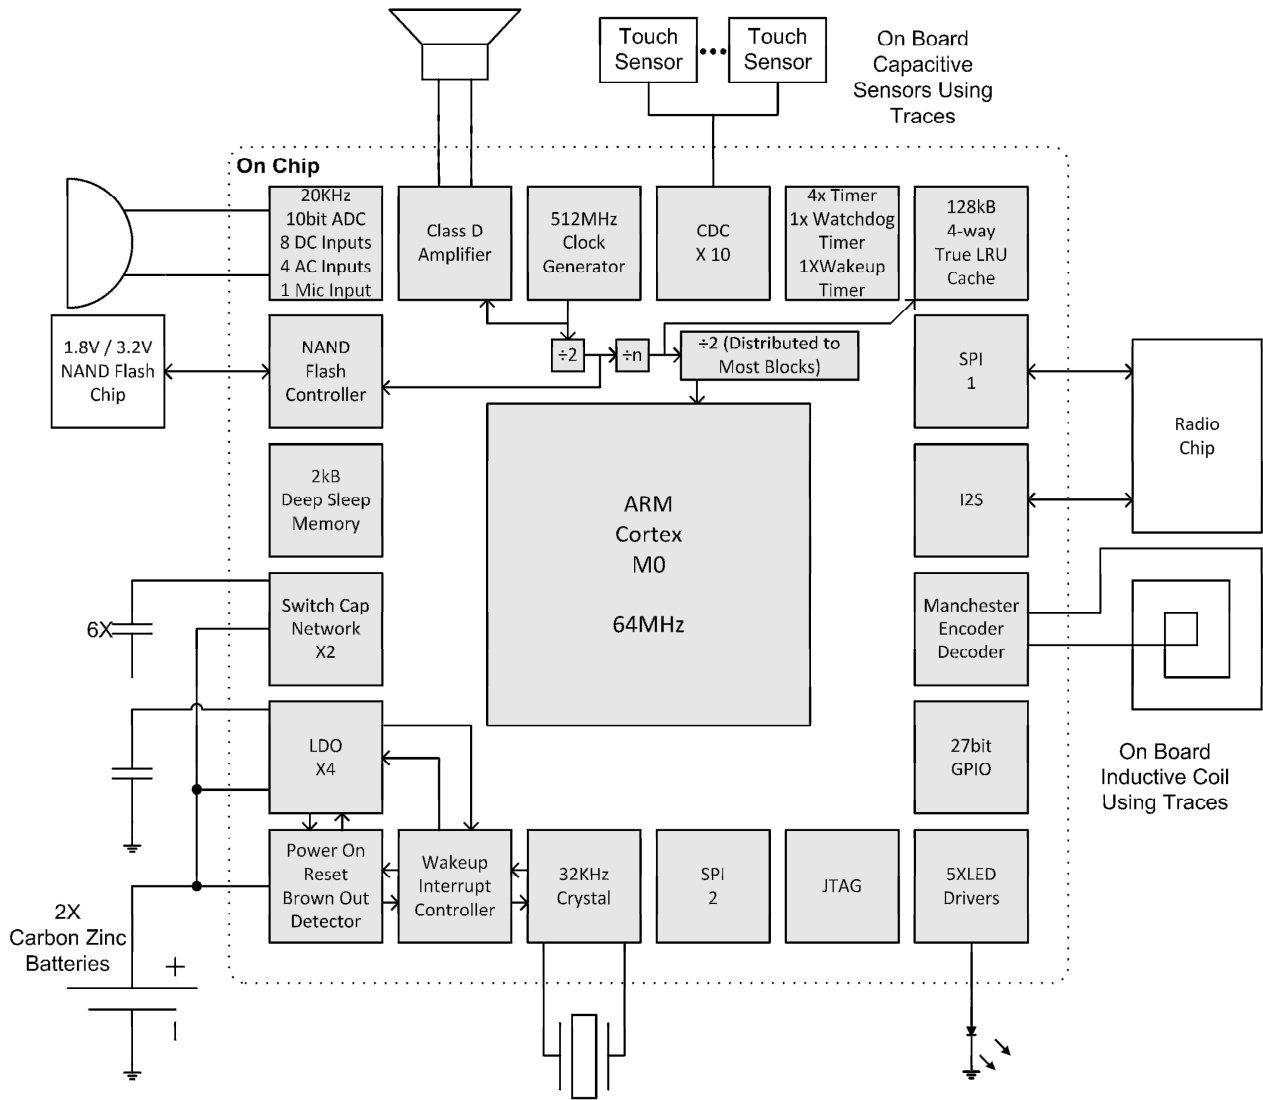 Touch
Sensor
Touch
Sensor
On Board
Capacitive
Sensors Using
Traces
On Chip
20KHz
10bit ADC
8 DC Inputs
4 AC Inputs
1 Mic Input
Class D
Amplifier
512MHz
Clock
Generator
CDC
X 10
4x Timer
1x Watchdog
Timer
1XWakeup
Timer
128kB
4-way
True LRU
Cache
1.8V / 3.2V
NAND Flash
Chip
NAND
Flash
Controller
÷2
÷n
÷2 (Distributed to
Most Blocks)
SPI
1
Radio
Chip
2kB
Deep Sleep
Memory
ARM
Cortex
M0
64MHz
I2S
6X
Switch Cap
Network
X2
Manchester
Encoder
Decoder
LDO
X4
27bit
GPIO
On Board
Inductive Coil
Using Traces
Power On
Reset
Brown Out
Detector
Wakeup
Interrupt
Controller
32KHz
Crystal
SPI
2
JTAG
5XLED
Drivers
2X
Carbon Zinc
Batteries
+
|